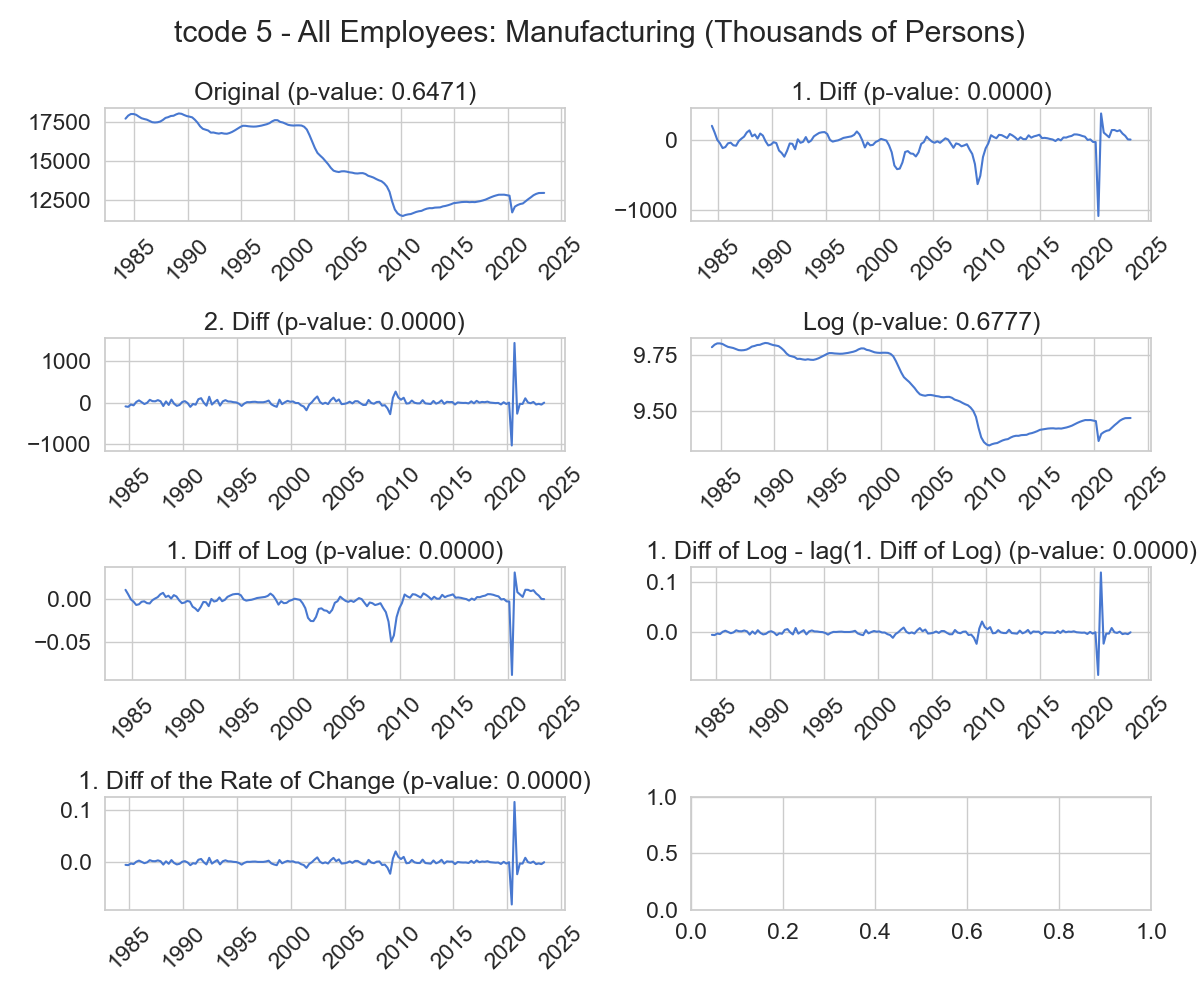 tcode 5 - All Employees: Manufacturing (Thousands of Persons)
Original (p-value: 0.6471)
17500
15000
12500
1985 1990 1995 2000 2005 2010 2015 2020 2025
1. Diff (p-value: 0.0000)
0
−1000
1985 1990 1995 2000 2005 2010 2015 2020 2025
2. Diff (p-value: 0.0000)
1000
0
−1000
1985 1990 1995 2000 2005 2010 2015 2020 2025
Log (p-value: 0.6777)
9.75
9.50
1985 1990 1995 2000 2005 2010 2015 2020 2025
1. Diff of Log (p-value: 0.0000)
0.00
−0.05
1985 1990 1995 2000 2005 2010 2015 2020 2025
1. Diff of Log - lag(1. Diff of Log) (p-value: 0.0000)
0.1
0.0
1985 1990 1995 2000 2005 2010 2015 2020 2025
1. Diff of the Rate of Change (p-value: 0.0000)
0.1
0.0
1985 1990 1995 2000 2005 2010 2015 2020 2025
1.0
0.5
0.0
0.0 0.2 0.4 0.6 0.8 1.0